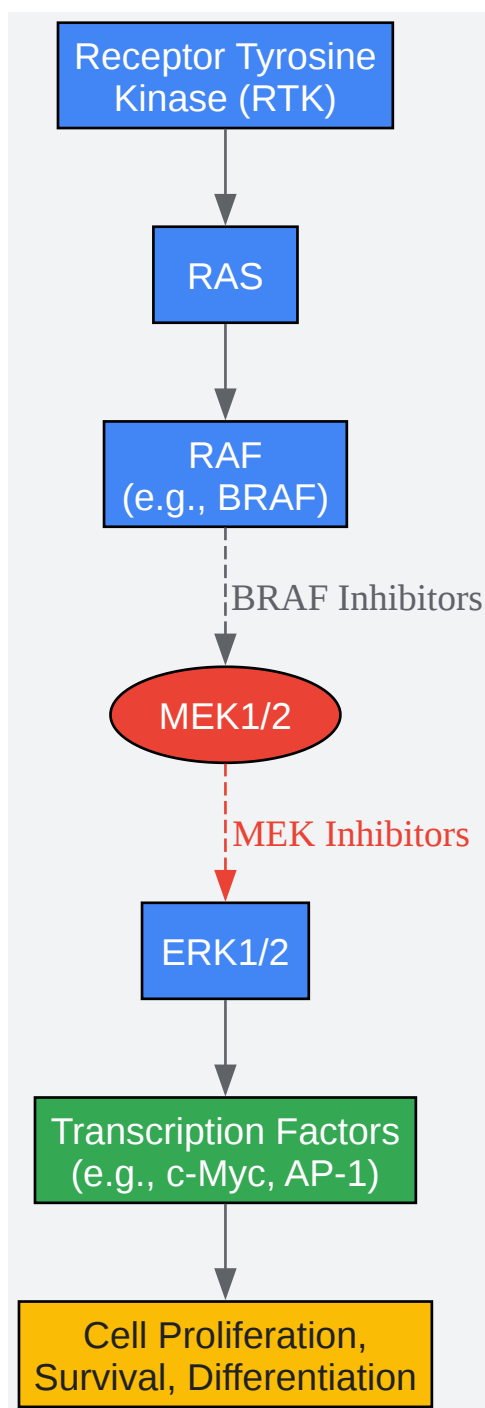 Receptor Tyrosine
Kinase (RTK)
RAS
RAF
(e.g., BRAF)
BRAF Inhibitors
MEK1/2
MEK Inhibitors
ERK1/2
Transcription Factors
(e.g., c-Myc, AP-1)
Cell Proliferation,
Survival, Differentiation